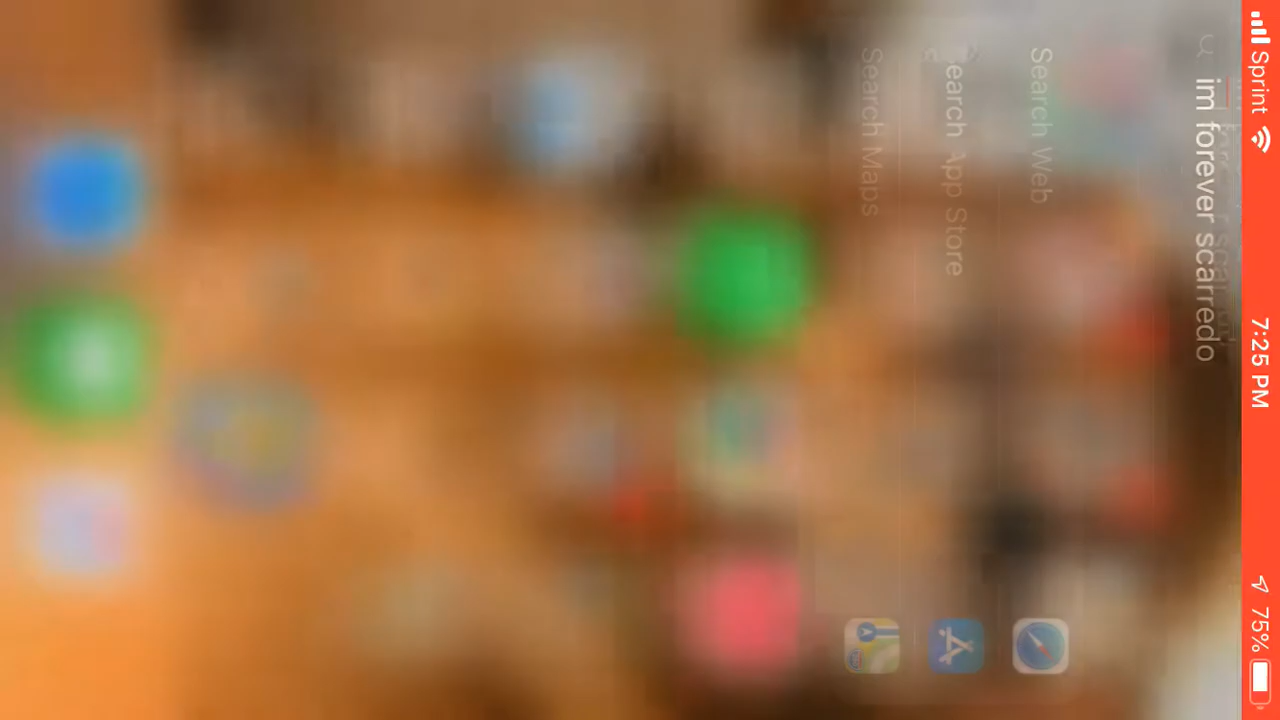 Sprint 7:25 PM 75%
im forever scarredo
Search Web
Search App Store
Search Maps